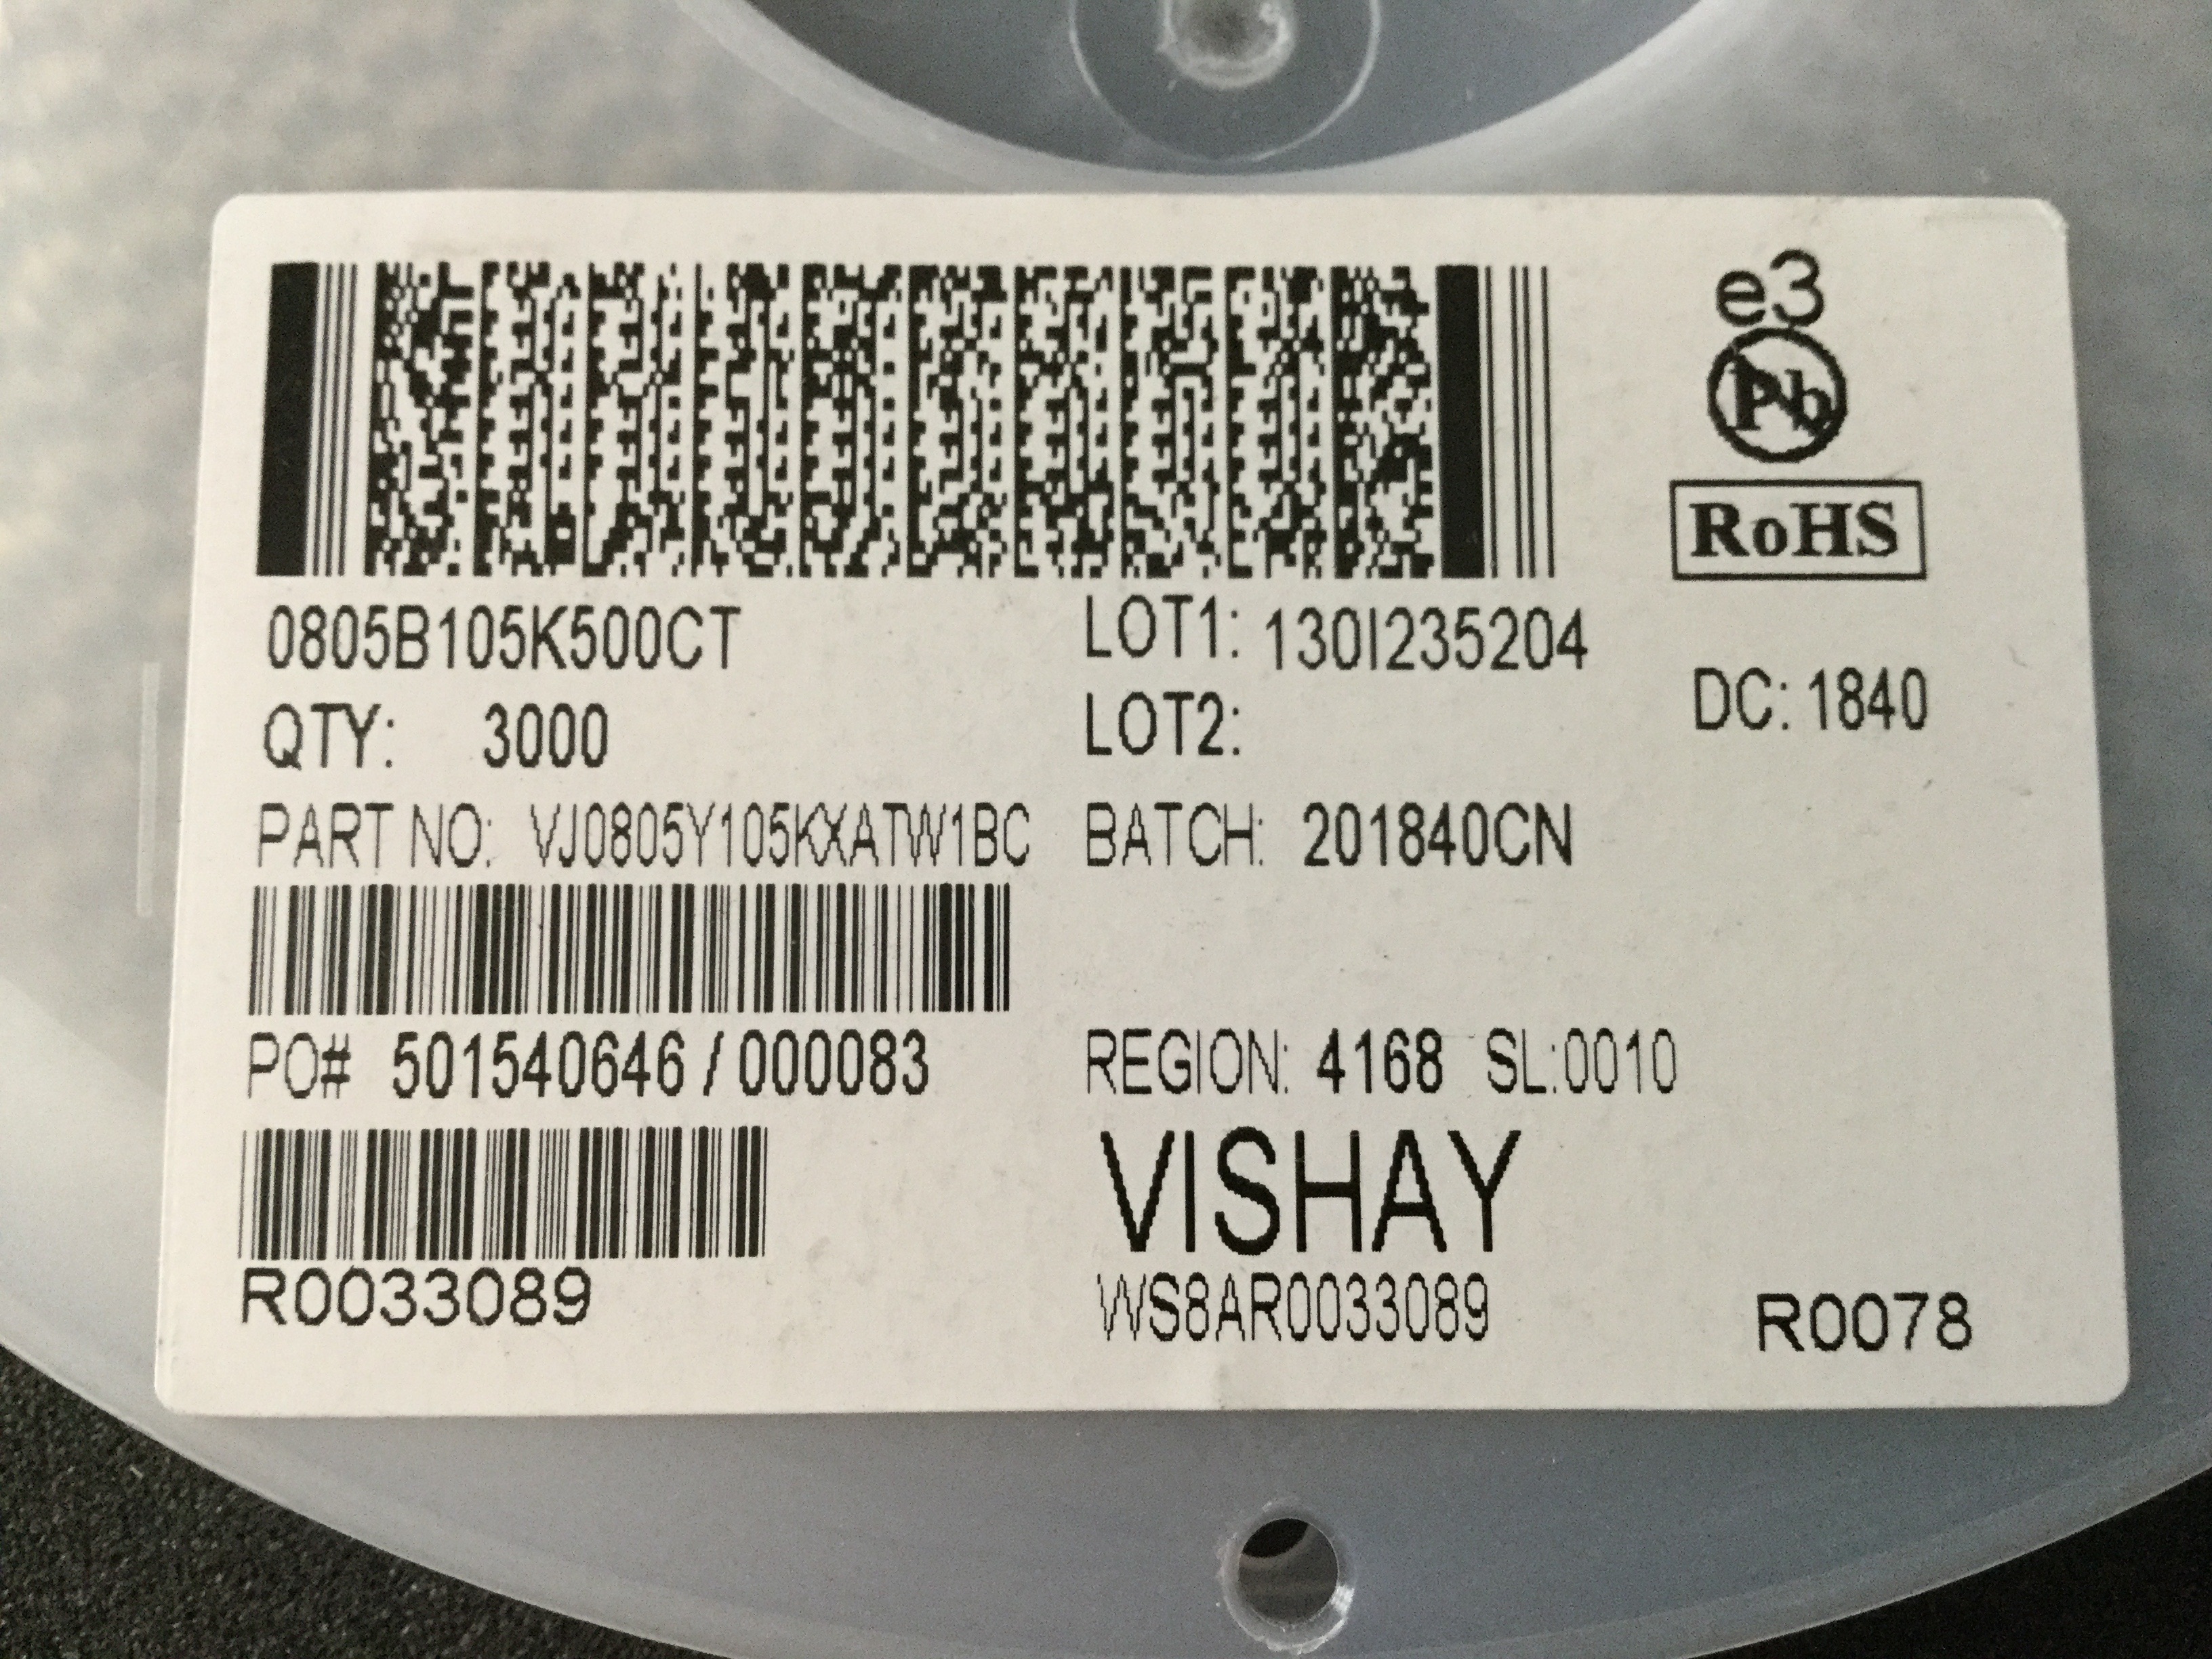 e3
Pb
RoHS
0805B105K500CT
LOT1: 130I235204
QTY: 3000
LOT2:
DC: 1840
PART NO: VJ0805Y105KXATW1BC
BATCH: 201840CN
PO# 501540646 / 000083
REGION: 4168 SL:0010
VISHAY
R0033089
WS8AR0033089
R0078